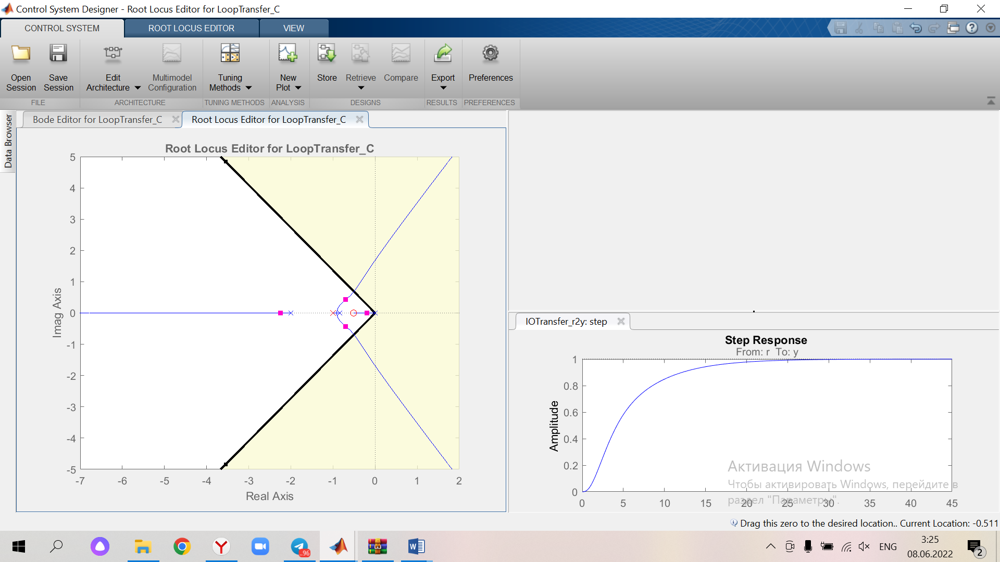 Control System Designer - Root Locus Editor for LoopTransfer_C
CONTROL SYSTEM
ROOT LOCUS EDITOR
VIEW
Open Session
Save Session
Edit Architecture
Multimodel Configuration
Tuning Methods
New Plot
Store
Retrieve
Compare
Export
Preferences
FILE
ARCHITECTURE
TUNING METHODS
ANALYSIS
DESIGNS
RESULTS
PREFERENCES
Data Browser
Bode Editor for LoopTransfer_C
Root Locus Editor for LoopTransfer_C
Root Locus Editor for LoopTransfer_C
5
4
3
2
1
0
-1
-2
-3
-4
-5
Imag Axis
-7 -6 -5 -4 -3 -2 -1 0 1 2
Real Axis
IOTransfer_r2y: step
Step Response
From: r To: y
1
0.8
0.6
0.4
0.2
0
Amplitude
0 5 10 15 20 25 30 35 40 45
Активация Windows
Чтобы активировать Windows, перейдите в
раздел "Параметры".
Drag this zero to the desired location.. Current Location: -0.511
96
W
ENG
3:25
08.06.2022
2